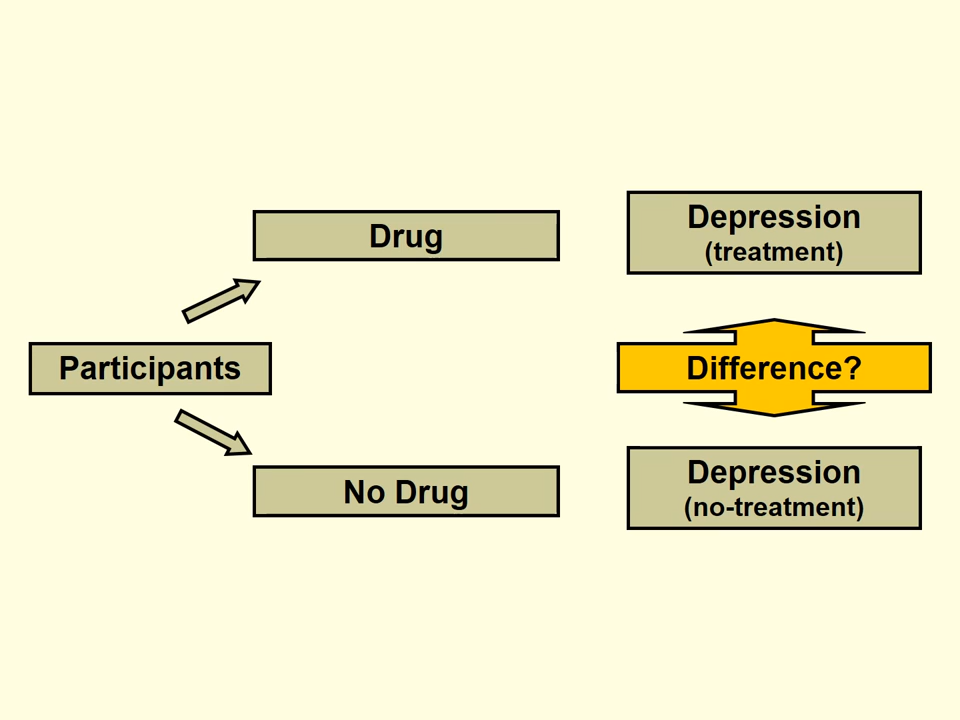 Drug
Depression
(treatment)
Participants
Difference?
No Drug
Depression
(no-treatment)